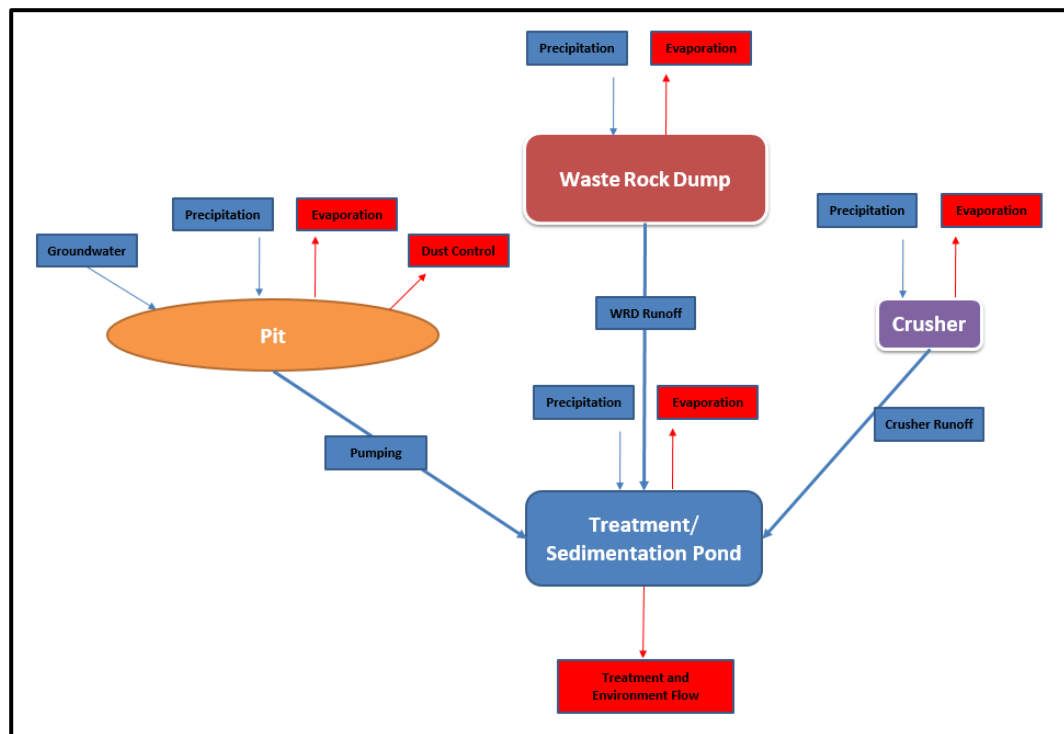 Precipitation
Evaporation
Waste Rock Dump
Precipitation
Evaporation
Precipitation
Evaporation
Groundwater
Dust Control
WRD Runoff
Pit
Crusher
Precipitation
Evaporation
Crusher Runoff
Pumping
Treatment/
Sedimentation Pond
Treatment and
Environment Flow